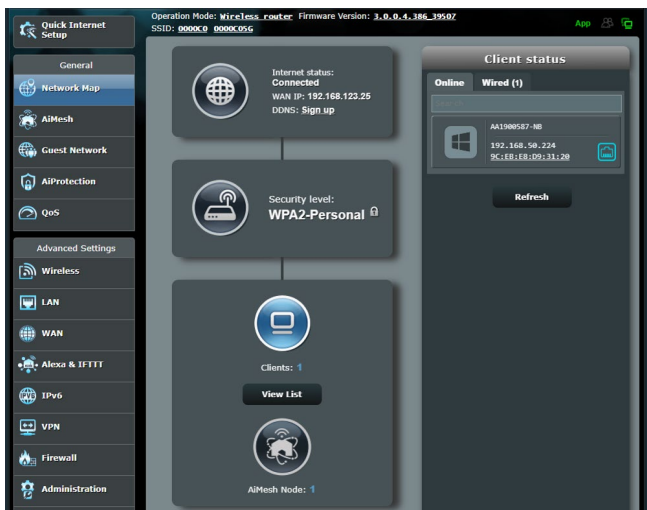 Quick Internet
Setup
Operation Mode: Wireless router Firmware Version: 3.0.0.4.386_39507
SSID: 0000C0 0000C05G
App
General
Network Map
AiMesh
Guest Network
AiProtection
QoS
Advanced Settings
Wireless
LAN
WAN
Alexa & IFTTT
IPv6
VPN
Firewall
Administration
Internet status:
Connected
WAN IP: 192.168.123.25
DDNS: Sign up
Security level:
WPA2-Personal
Clients: 1
View List
AiMesh Node: 1
Client status
Online Wired (1)
Search
AA1900587-NB
192.168.50.224
9C:EB:E8:D9:31:20
Refresh